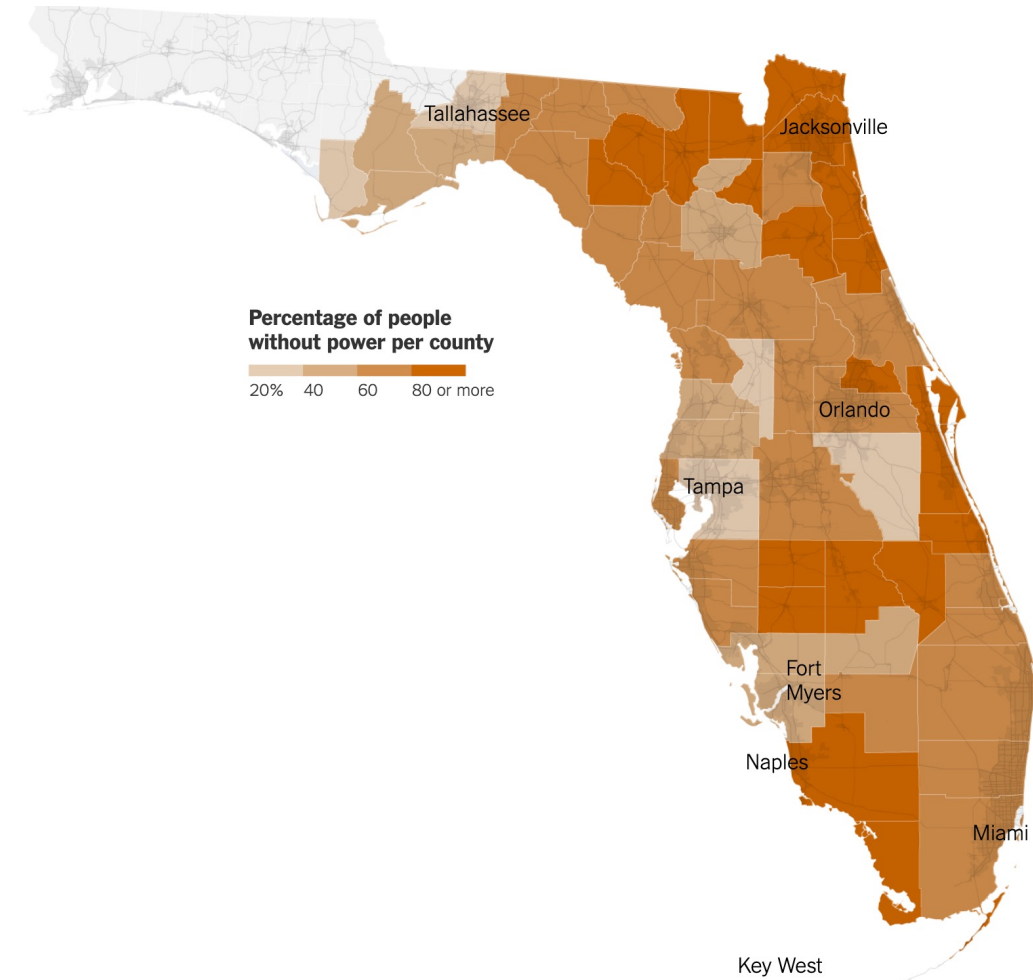 Tallahassee
Jacksonville
Percentage of people
without power per county
20% 40 60 80 or more
Orlando
Tampa
Fort
Myers
Naples
Miami
Key West